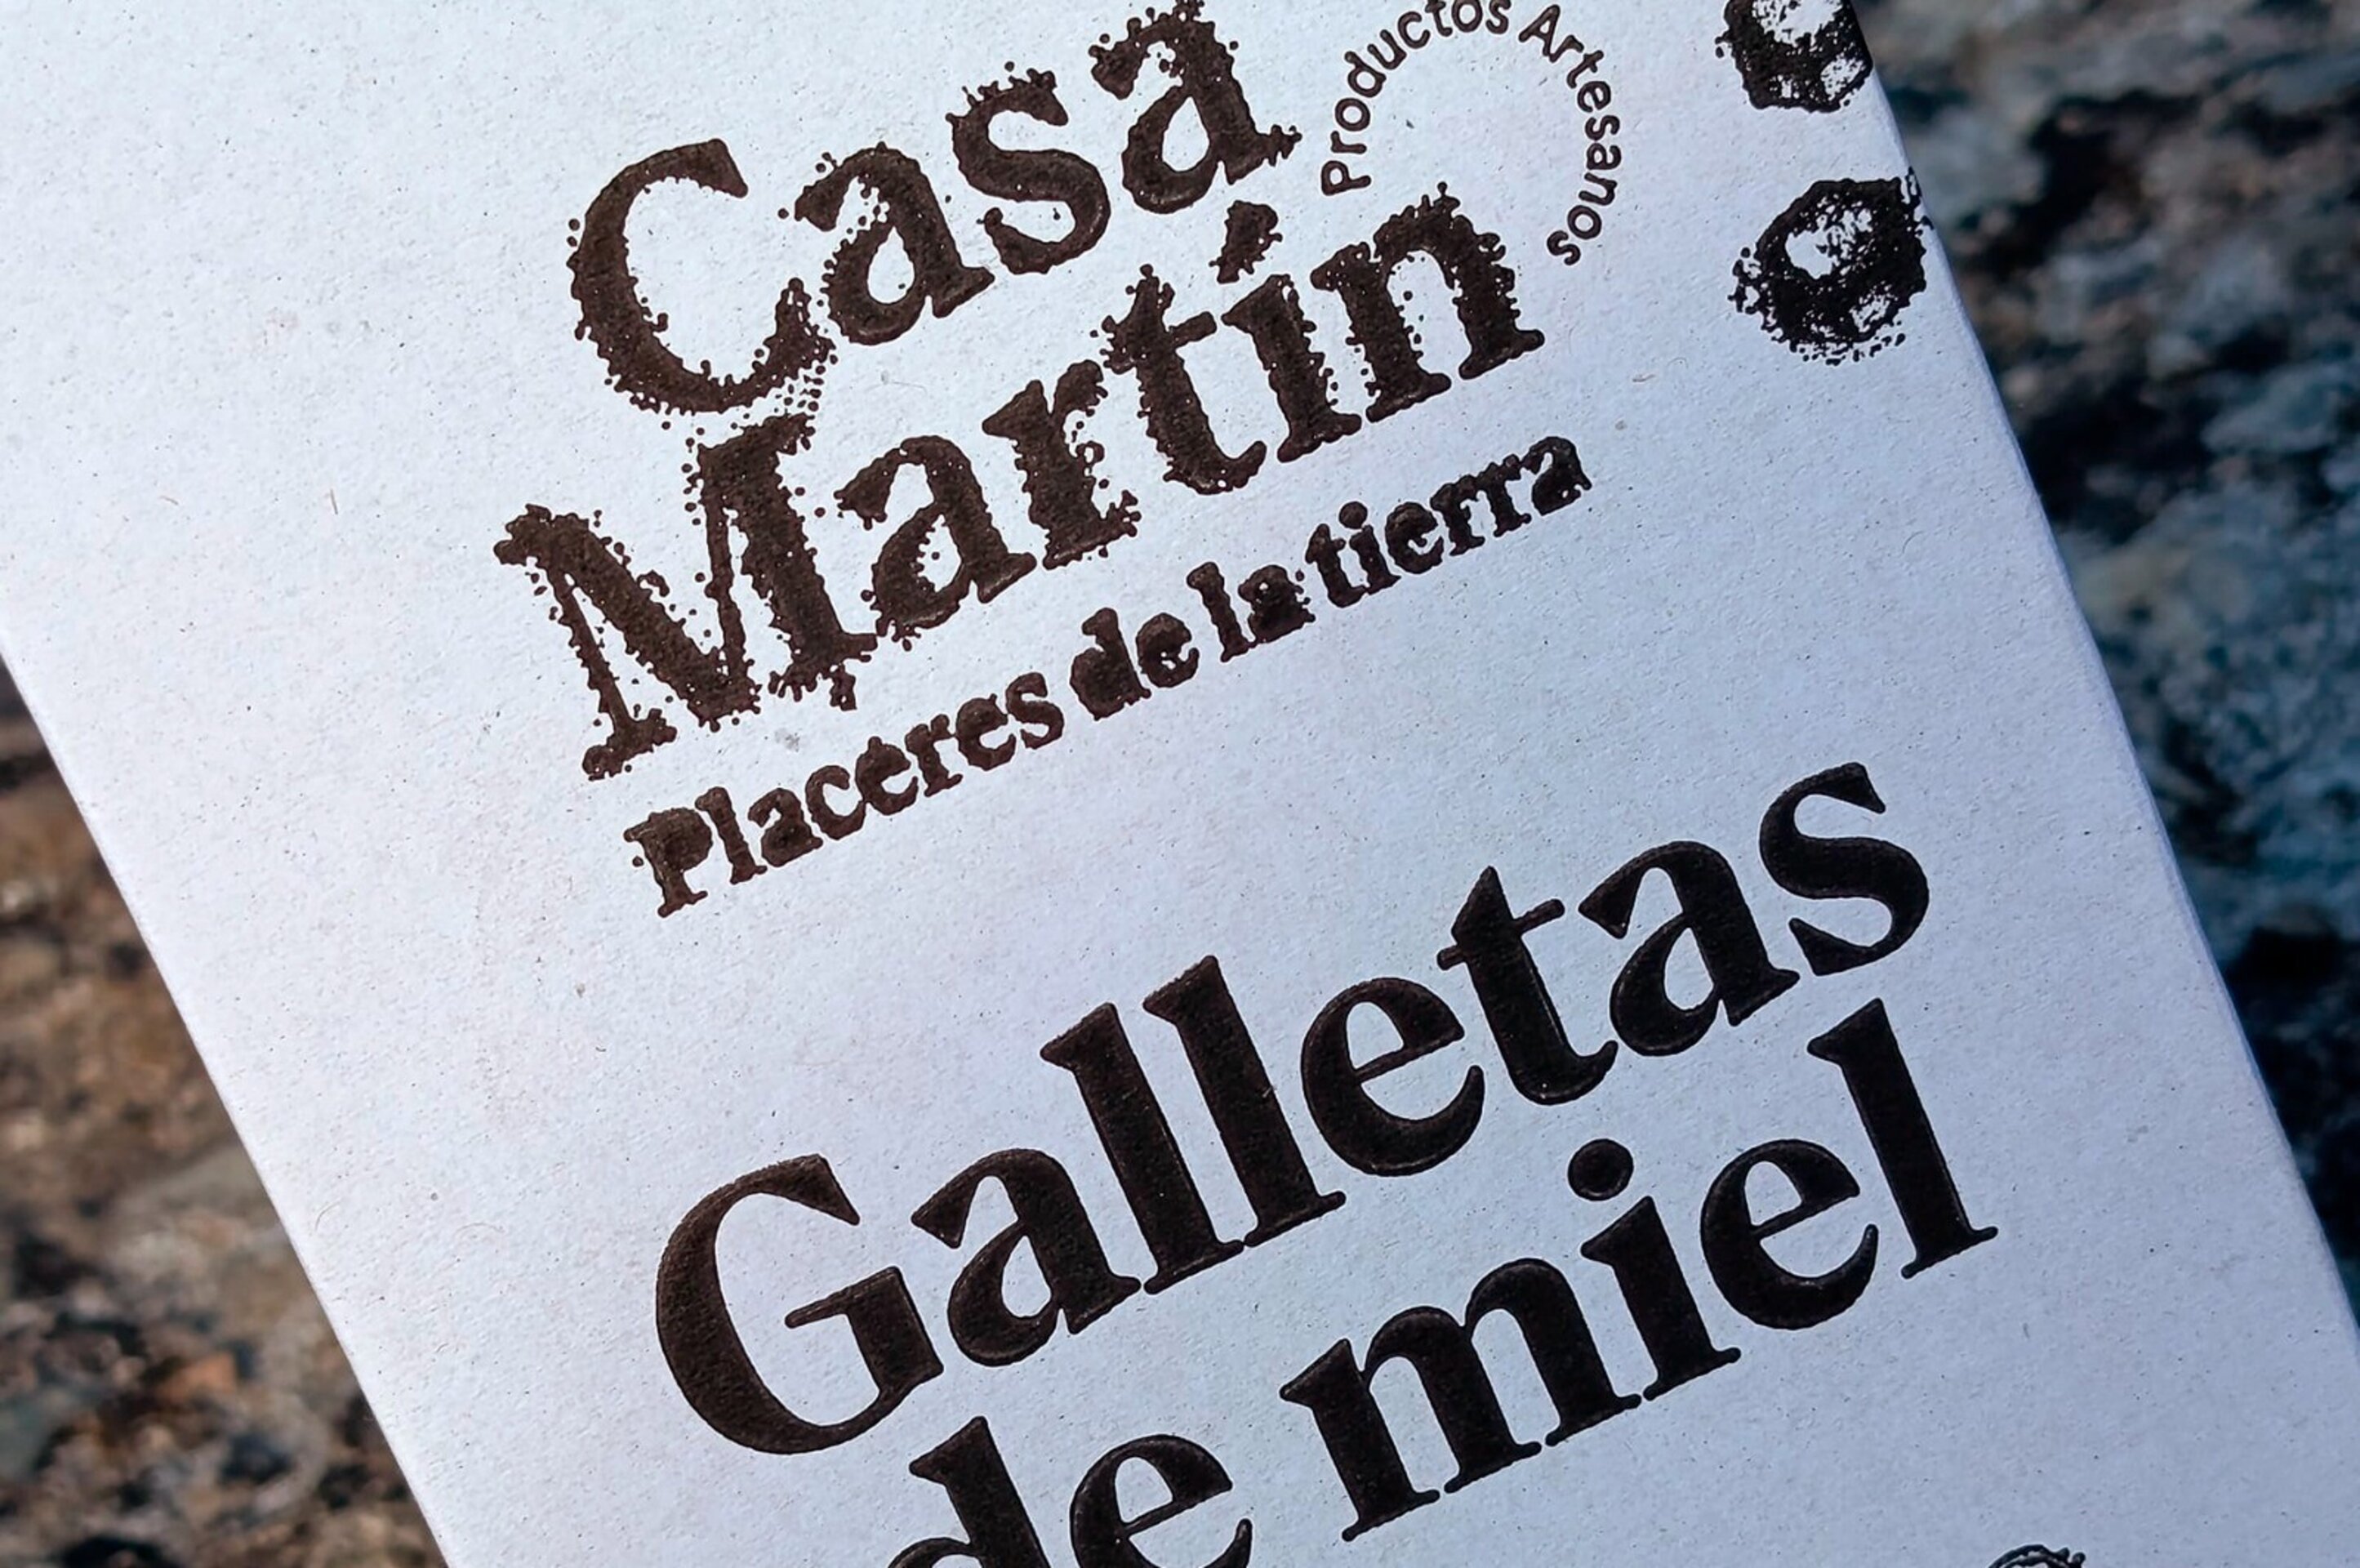 Casa
Martín
Productos Artesanos
Placeres de la tierra
Galletas
de miel